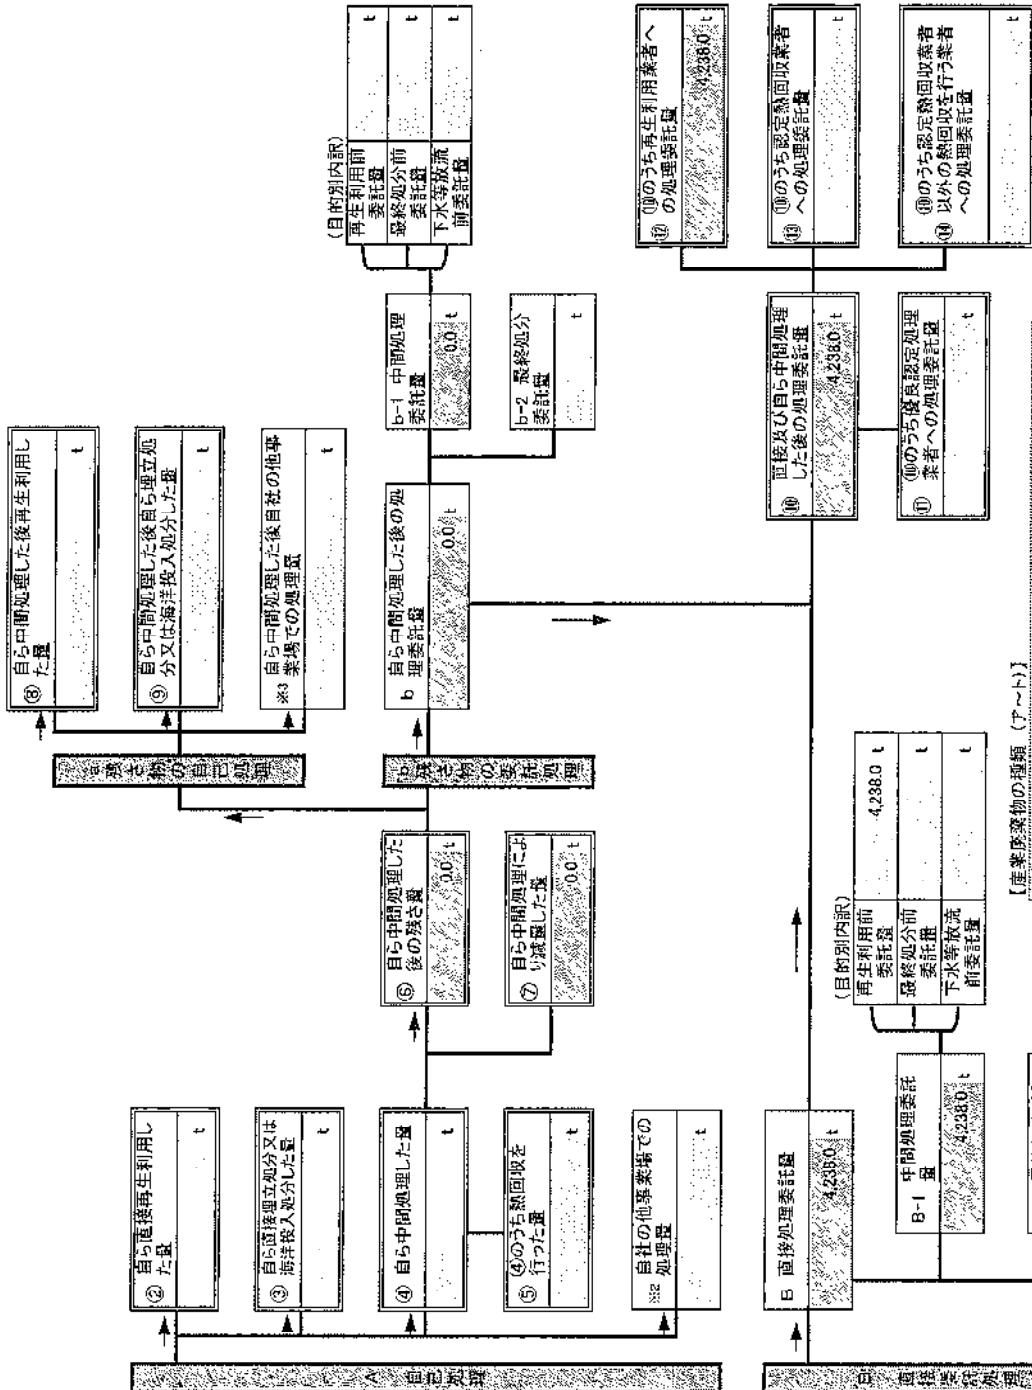 A 自己処理
② 自ら直接再生利用し
た量
t
③ 自ら直接埋立処分又は
海洋投入処分した量
t
④ 自ら中間処理した量
t
⑤ ④のうち熱回収を
行った量
t
※2 自社の他事業場での
処理量
t
⑥ 自ら中間処理した
後の残さ量
0.0 t
⑦ 自ら中間処理によ
り減量した量
0.0 t
a 残さ物の自己処理
⑧ 自ら中間処理した後再生利用し
た量
t
⑨ 自ら中間処理した後自ら埋立処
分又は海洋投入処分した量
t
※3 自ら中間処理した後自社の他事
業場での処理量
t
b 残さ物の委託処理
b 自ら中間処理した後の処
理委託量
0.0 t
b-1 中間処理
委託量
0.0 t
b-2 最終処分
委託量
t
(目的別内訳)
再生利用前
委託量
t
最終処分前
委託量
t
下水等放流
前委託量
t
B 直接処理委託量
4,238.0 t
B-1 中間処理委託
量
4,238.0 t
(目的別内訳)
再生利用前
委託量
4,238.0 t
最終処分前
委託量
t
下水等放流
前委託量
t
⑩ 直接及び自ら中間処理
した後の処理委託量
4,238.0 t
⑪ ⑩のうち優良認定処理
業者への処理委託量
t
⑫ ⑩のうち再生利用業者へ
の処理委託量
4,238.0 t
⑬ ⑩のうち認定熱回収業者
への処理委託量
t
⑭ ⑩のうち認定熱回収業者
以外の熱回収を行う業者
への処理委託量
t
【産業廃棄物の種類 (ア~ト)】